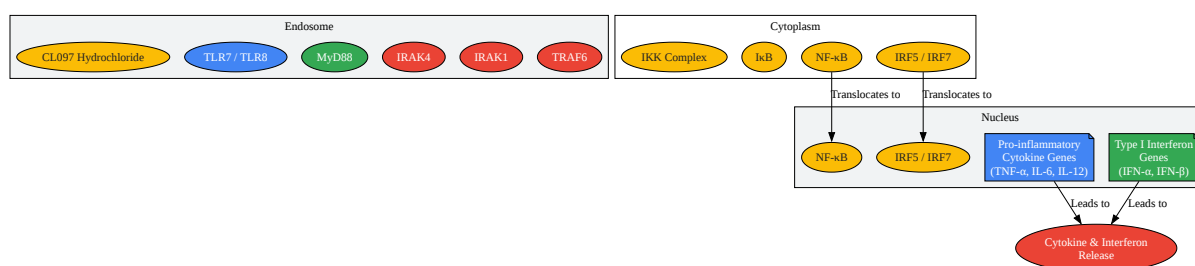 Endosome
Cytoplasm
CL097 Hydrochloride
TLR7 / TLR8
MyD88
IRAK4
IRAK1
TRAF6
IKK Complex
IκB
NF-κB
IRF5 / IRF7
Translocates to
Translocates to
Nucleus
NF-κB
IRF5 / IRF7
Pro-inflammatory
Cytokine Genes
(TNF-α, IL-6, IL-12)
Type I Interferon
Genes
(IFN-α, IFN-β)
Leads to
Leads to
Cytokine & Interferon
Release